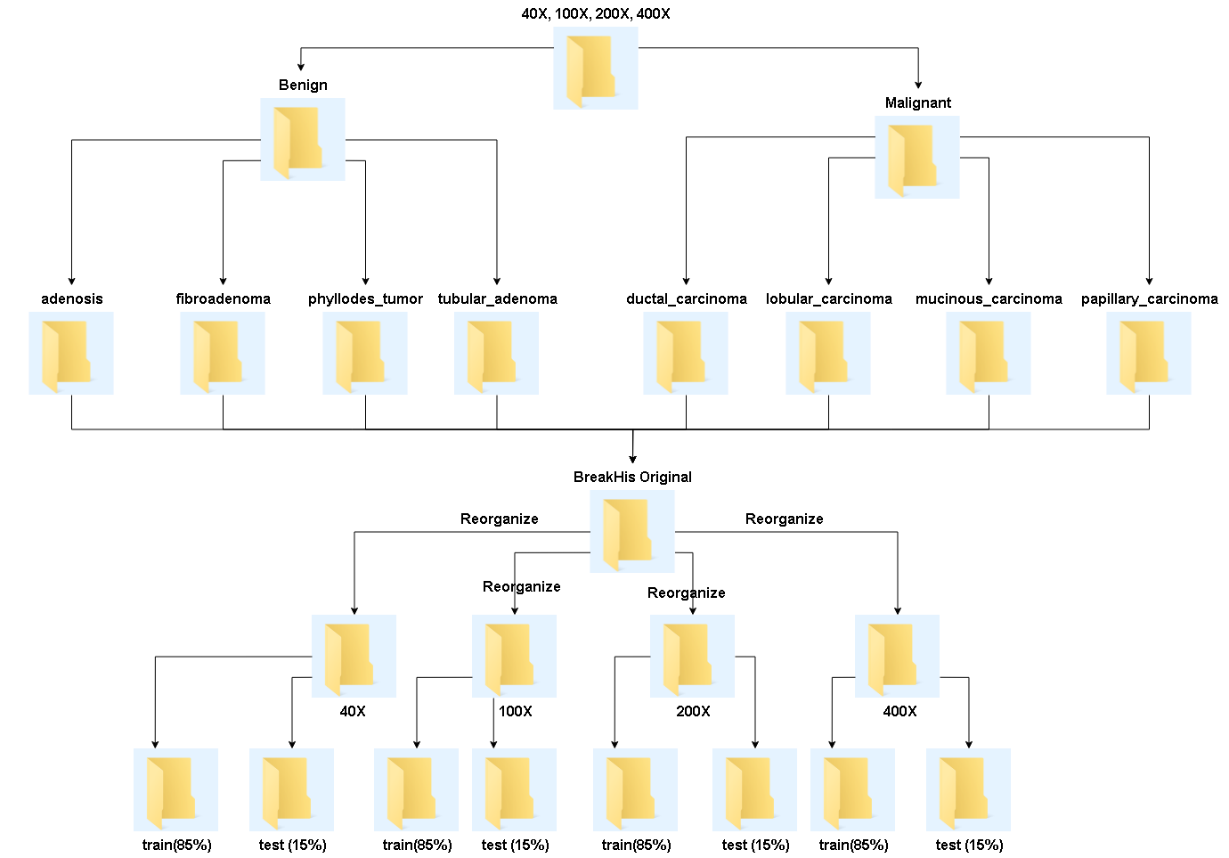 40X, 100X, 200X, 400X
Benign
Malignant
adenosis
fibroadenoma
phyllodes_tumor
tubular_adenoma
ductal_carcinoma
lobular_carcinoma
mucinous_carcinoma
papillary_carcinoma
BreakHis Original
Reorganize
Reorganize
Reorganize
Reorganize
40X
100X
200X
400X
train(85%)
test (15%)
train(85%)
test (15%)
train(85%)
test (15%)
train(85%)
test (15%)